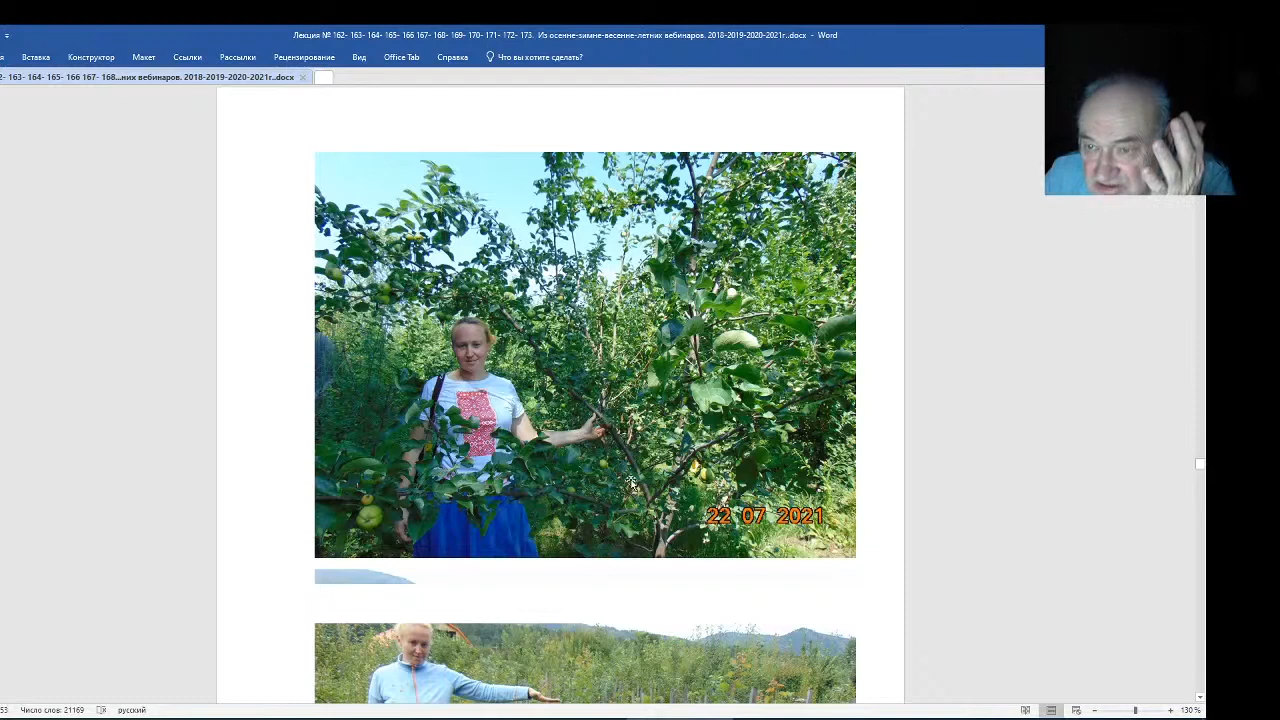 Лекция № 162- 163- 164- 165- 166 167- 168- 169- 170- 171- 172- 173. Из осенне-зимне-весенне-летних вебинаров. 2018-2019-2020-2021г..docx - Word
Вставка Конструктор Макет Ссылки Рассылки Рецензирование Вид Office Tab Справка Что вы хотите сделать?
2- 163- 164- 165- 166 167- 168...них вебинаров. 2018-2019-2020-2021г..docx
22 07 2021
53 Число слов: 21169 русский 130 %